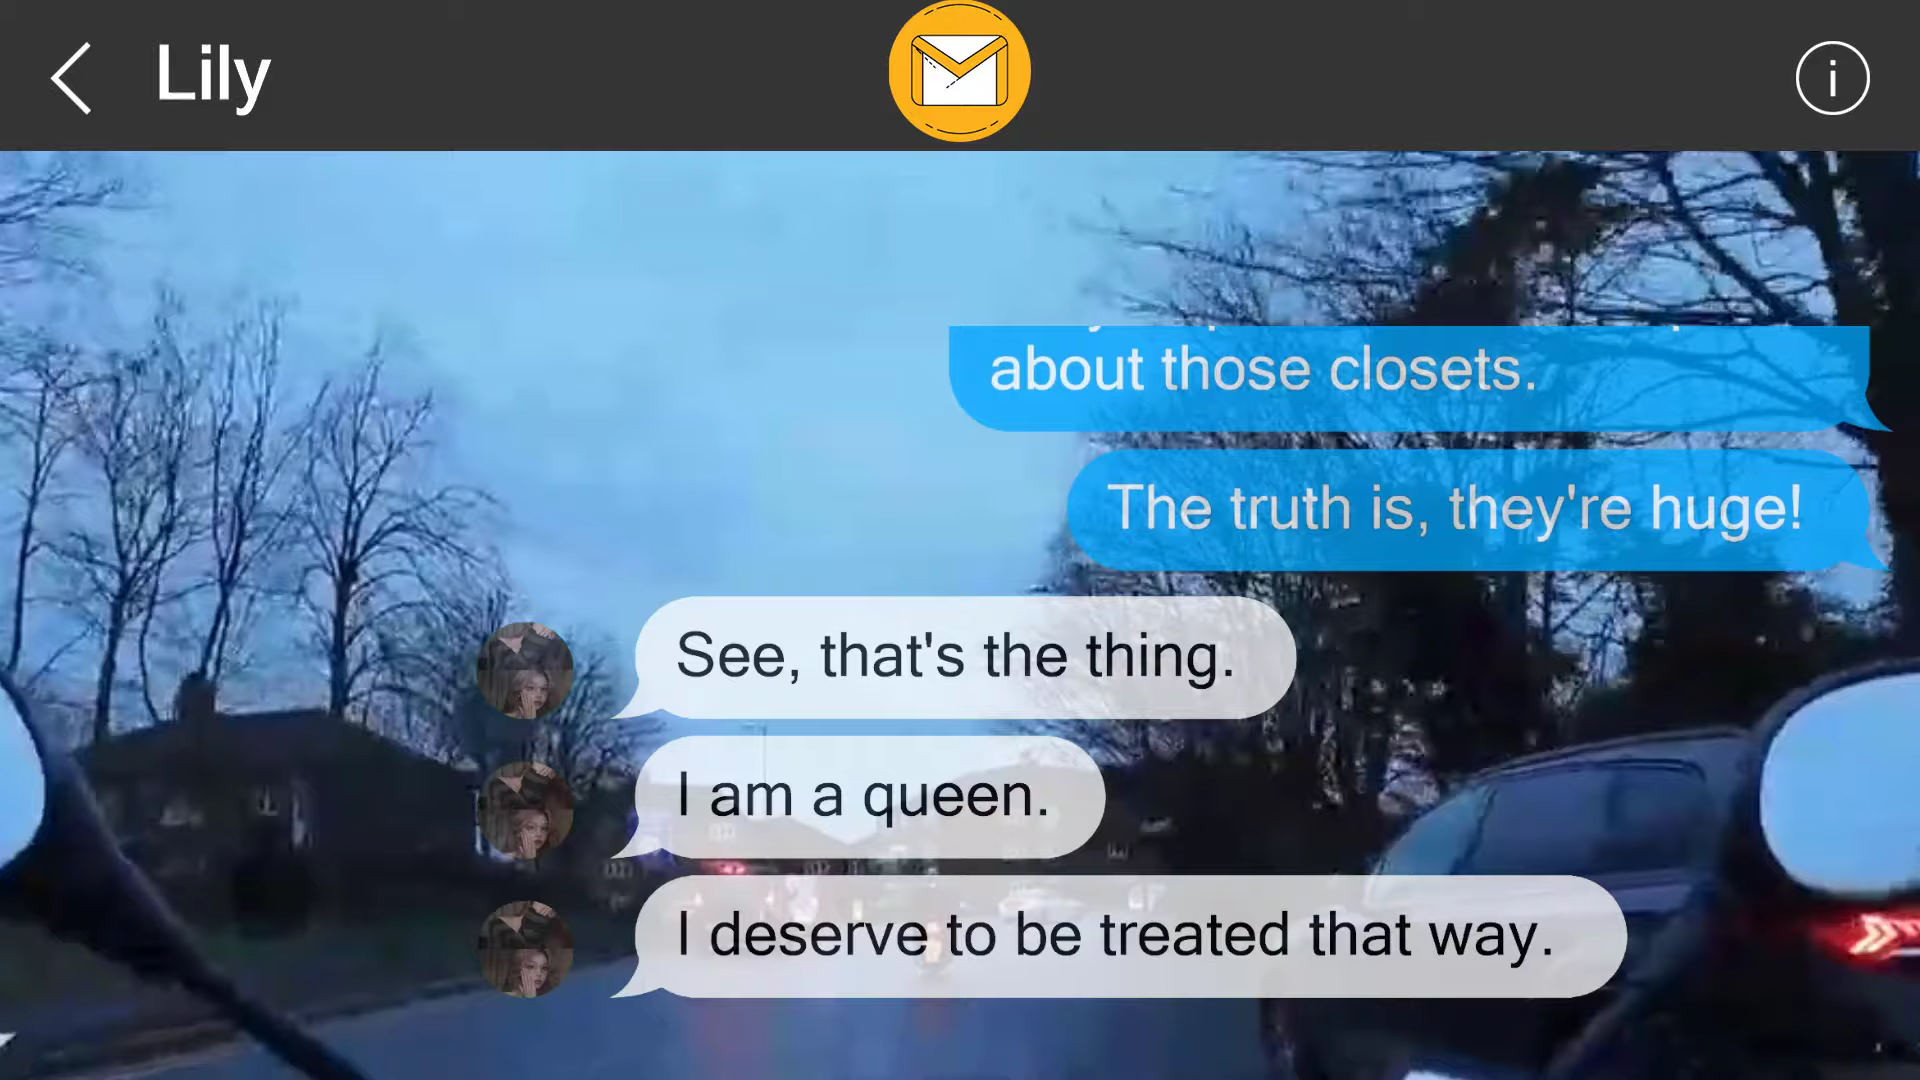 Lily
about those closets.
The truth is, they're huge!
See, that's the thing.
I am a queen.
I deserve to be treated that way.